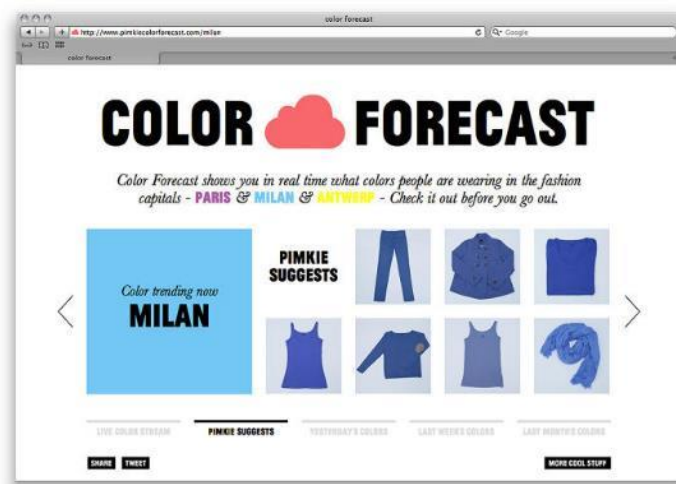 color forecast
http://www.pimkiecolorforecast.com/milan
Google
color forecast
COLOR FORECAST
Color Forecast shows you in real time what colors people are wearing in the fashion
capitals - PARIS & MILAN & ANTWERP - Check it out before you go out.
Color trending now
MILAN
PIMKIE
SUGGESTS
LIVE COLOR STREAM
PIMKIE SUGGESTS
YESTERDAY'S COLORS
LAST WEEK'S COLORS
LAST MONTH'S COLORS
SHARE
TWEET
MORE COOL STUFF